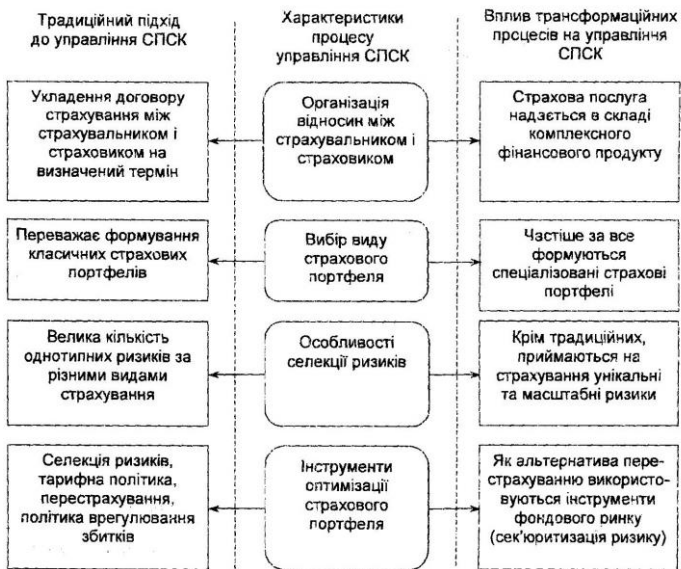 Традиційний підхід
до управління СПСК
Характеристики
процесу
управління СПСК
Вплив трансформаційних
прцесів на управління
СПСК
Укладення договору
страхування між
страхувальником і
страховиком на
визначений термін
Організація
відносин між
страхувальником і
страховиком
Страхова послуга
надається в складі
комплексного
фінансового продукту
Переважає формування
класичних страхових
портфелів
Вибір виду
страхового
портфеля
Частіше за все
формуються
спеціалізовані страхові
портфелі
Велика кількість
однотипних ризиків за
різними видами
страхування
Особливості
селекції ризиків
Крім традиційних,
приймаються на
страхування унікальні
та масштабні ризики
Селекція ризиків,
тарифна політика,
перестрахування,
політика врегулювання
збитків
Інструменти
оптимізації
страхового
портфеля
Як альтернатива пере-
страхуванню використо-
вуються інструменти
фондового ринку
(сек'юритизація ризику)